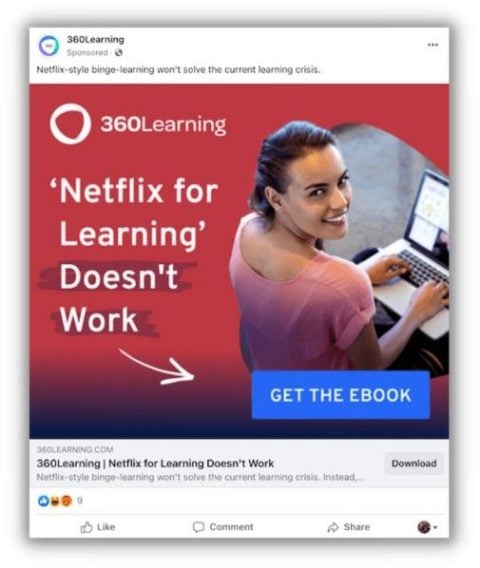 360Learning
Sponsored ·
Netflix-style binge-learning won't solve the current learning crisis.
360Learning
‘Netflix for
Learning’
Doesn't
Work
GET THE EBOOK
360LEARNING.COM
360Learning | Netflix for Learning Doesn't Work
Netflix-style binge-learning won't solve the current learning crisis. Instead,...
Download
9
Like
Comment
Share